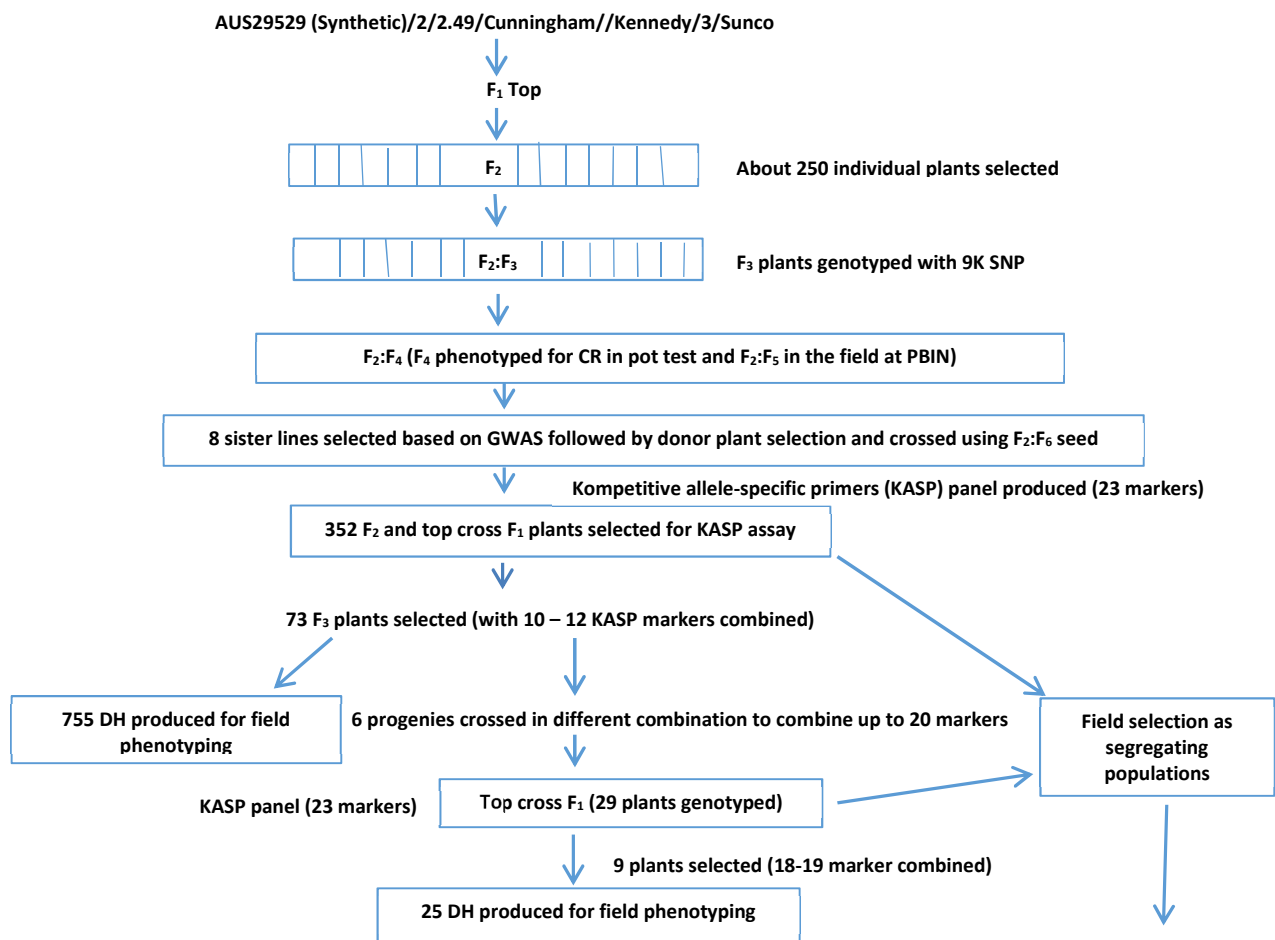 AUS29529 (Synthetic)/2/2.49/Cunningham//Kennedy/3/Sunco
F₁ Top
F₂
About 250 individual plants selected
F₂:F₃
F₃ plants genotyped with 9K SNP
F₂:F₄ (F₄ phenotyped for CR in pot test and F₂:F₅ in the field at PBIN)
8 sister lines selected based on GWAS followed by donor plant selection and crossed using F₂:F₆ seed
Kompetitive allele-specific primers (KASP) panel produced (23 markers)
352 F₂ and top cross F₁ plants selected for KASP assay
73 F₃ plants selected (with 10 – 12 KASP markers combined)
755 DH produced for field
phenotyping
6 progenies crossed in different combination to combine up to 20 markers
Field selection as
segregating
populations
KASP panel (23 markers)
Top cross F₁ (29 plants genotyped)
9 plants selected (18-19 marker combined)
25 DH produced for field phenotyping